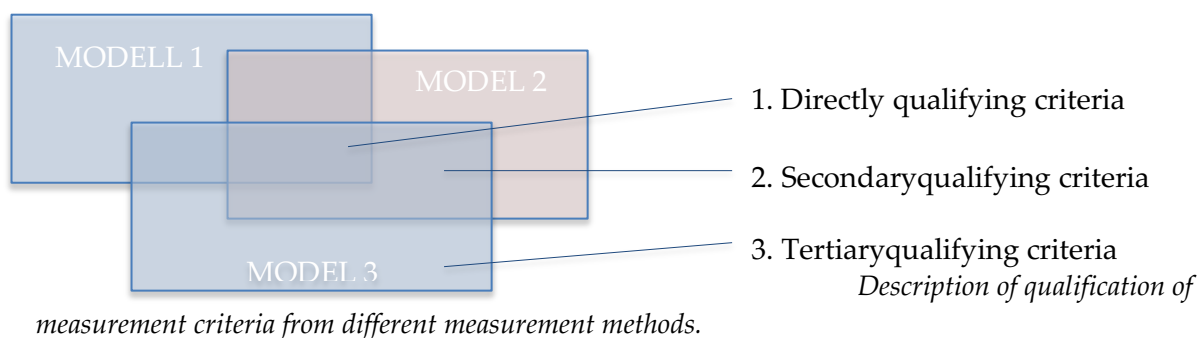 MODELL 1
MODEL 2
1. Directly qualifying criteria
2. Secondaryqualifying criteria
3. Tertiaryqualifying criteria
MODEL 3
Description of qualification of
measurement criteria from different measurement methods.